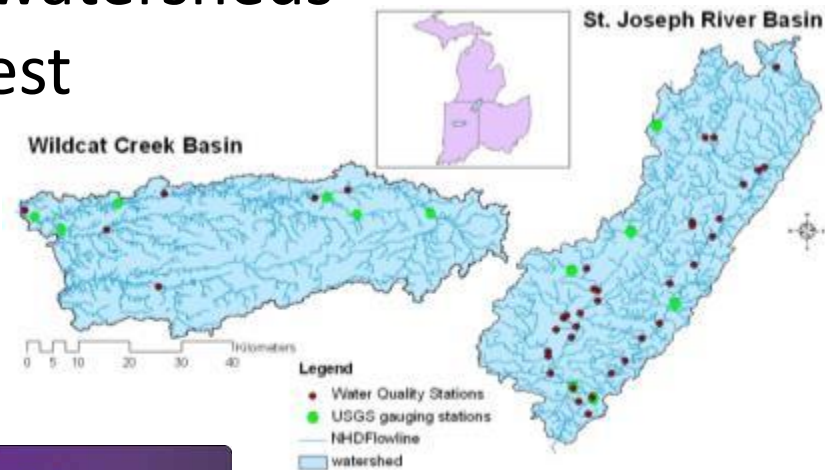 watersheds
est
St. Joseph River Basin
Wildcat Creek Basin
Kilometers
0 5 10 20 30 40
Legend
Water Quality Stations
USGS gauging stations
NHDFlowline
watershed